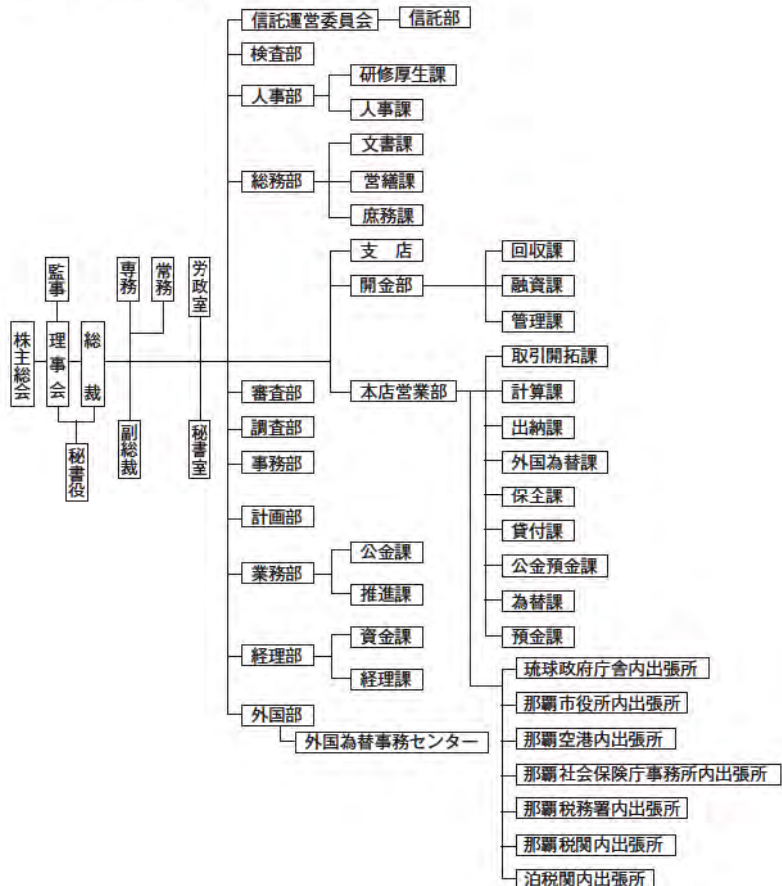 信託運営委員会
信託部
検査部
人事部
研修厚生課
人事課
総務部
文書課
営繕課
庶務課
株主総会
監事
理事会
総裁
秘書役
専務
常務
副総裁
労政室
秘書室
支 店
開金部
回収課
融資課
管理課
本店営業部
取引開拓課
計算課
出納課
外国為替課
保全課
貸付課
公金預金課
為替課
預金課
琉球政府庁舎内出張所
那覇市役所内出張所
那覇空港内出張所
那覇社会保険庁事務所内出張所
那覇税務署内出張所
那覇税関内出張所
泊税関内出張所
審査部
調査部
事務部
計画部
業務部
公金課
推進課
経理部
資金課
経理課
外国部
外国為替事務センター